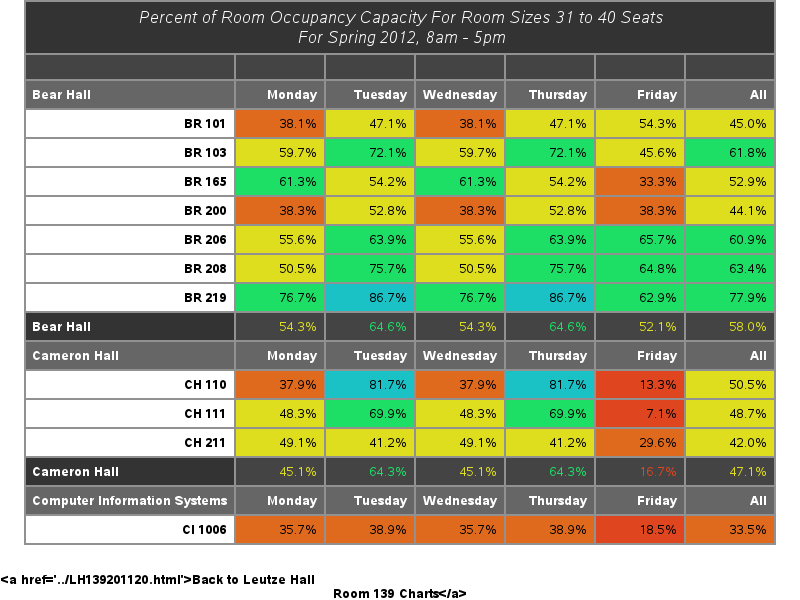 Percent of Room Occupancy Capacity For Room Sizes 31 to 40 Seats
For Spring 2012, 8am - 5pm
Bear Hall Monday Tuesday Wednesday Thursday Friday All
BR 101 38.1% 47.1% 38.1% 47.1% 54.3% 45.0%
BR 103 59.7% 72.1% 59.7% 72.1% 45.6% 61.8%
BR 165 61.3% 54.2% 61.3% 54.2% 33.3% 52.9%
BR 200 38.3% 52.8% 38.3% 52.8% 38.3% 44.1%
BR 206 55.6% 63.9% 55.6% 63.9% 65.7% 60.9%
BR 208 50.5% 75.7% 50.5% 75.7% 64.8% 63.4%
BR 219 76.7% 86.7% 76.7% 86.7% 62.9% 77.9%
Bear Hall 54.3% 64.6% 54.3% 64.6% 52.1% 58.0%
Cameron Hall Monday Tuesday Wednesday Thursday Friday All
CH 110 37.9% 81.7% 37.9% 81.7% 13.3% 50.5%
CH 111 48.3% 69.9% 48.3% 69.9% 7.1% 48.7%
CH 211 49.1% 41.2% 49.1% 41.2% 29.6% 42.0%
Cameron Hall 45.1% 64.3% 45.1% 64.3% 16.7% 47.1%
Computer Information Systems Monday Tuesday Wednesday Thursday Friday All
CI 1006 35.7% 38.9% 35.7% 38.9% 18.5% 33.5%
<a href='../LH139201120.html'>Back to Leutze Hall
Room 139 Charts</a>